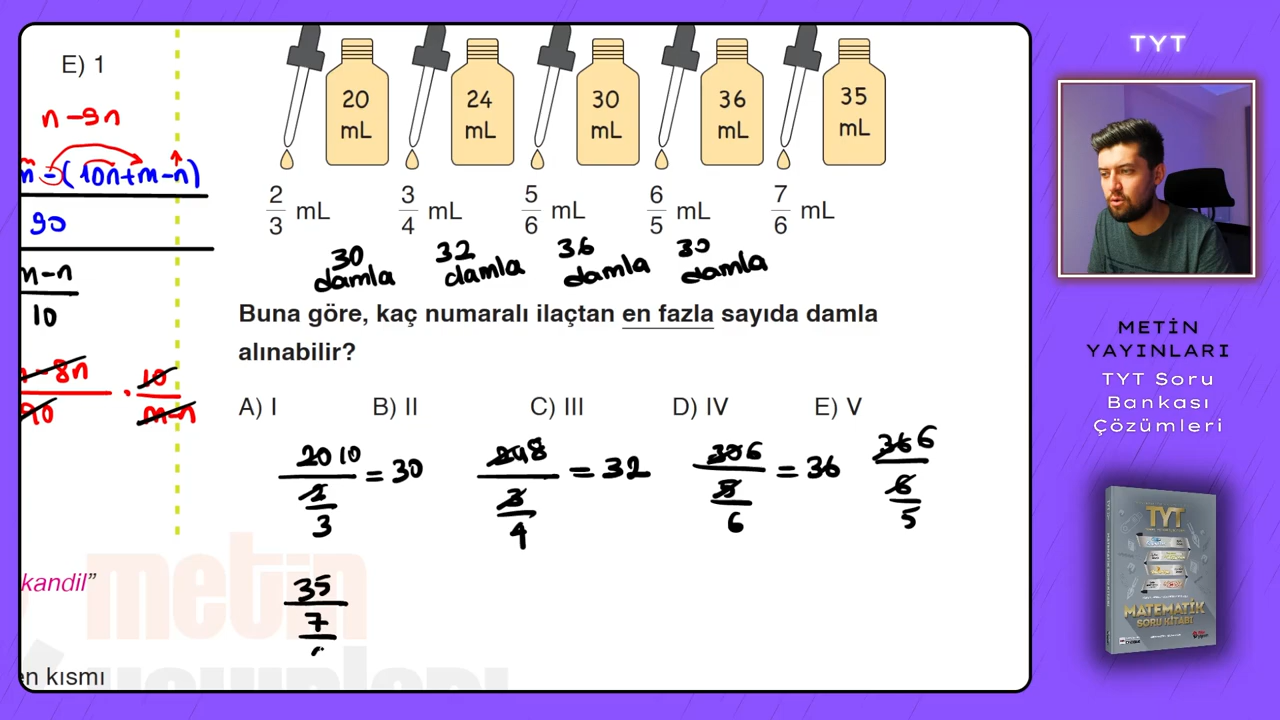 E) 1
n-9n
m-(10n+m-n)
90
m-n
10
n-8n
90
.
10
m-n
kandil”
en kısmı
20 mL
24 mL
30 mL
36 mL
35 mL
2/3 mL
3/4 mL
5/6 mL
6/5 mL
7/6 mL
30 damla
32 damla
36 damla
30 damla
Buna göre, kaç numaralı ilaçtan en fazla sayıda damla
alınabilir?
A) I
B) II
C) III
D) IV
E) V
20 10
2
3
= 30
24 8
3
4
= 32
30 6
5
6
= 36
36 6
6
5
35
7
metin
yayınları
TYT
METİN
YAYINLARI
TYT Soru
Bankası
Çözümleri
TYT
MATEMATİK
SORU KİTABI